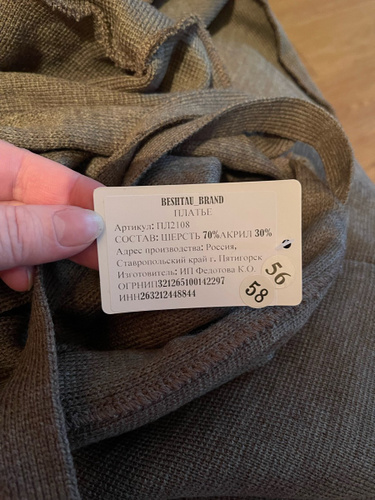 BESHTAU_BRAND
ПЛАТЬЕ
Артикул: ПЛ2108
СОСТАВ: ШЕРСТЬ 70%АКРИЛ 30%
Адрес производства: Россия,
Ставропольский край г. Пятигорск
Изготовитель: ИП Федотова К.О.
ОГРНИП321265100142297
ИНН263212448844
56
58